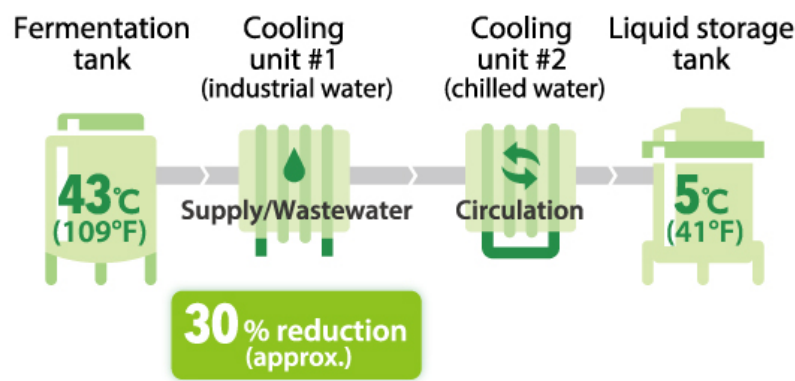 Fermentation
tank
Cooling
unit #1
(industrial water)
Cooling
unit #2
(chilled water)
Liquid storage
tank
43℃
(109°F)
Supply/Wastewater
Circulation
5℃
(41°F)
30% reduction
(approx.)